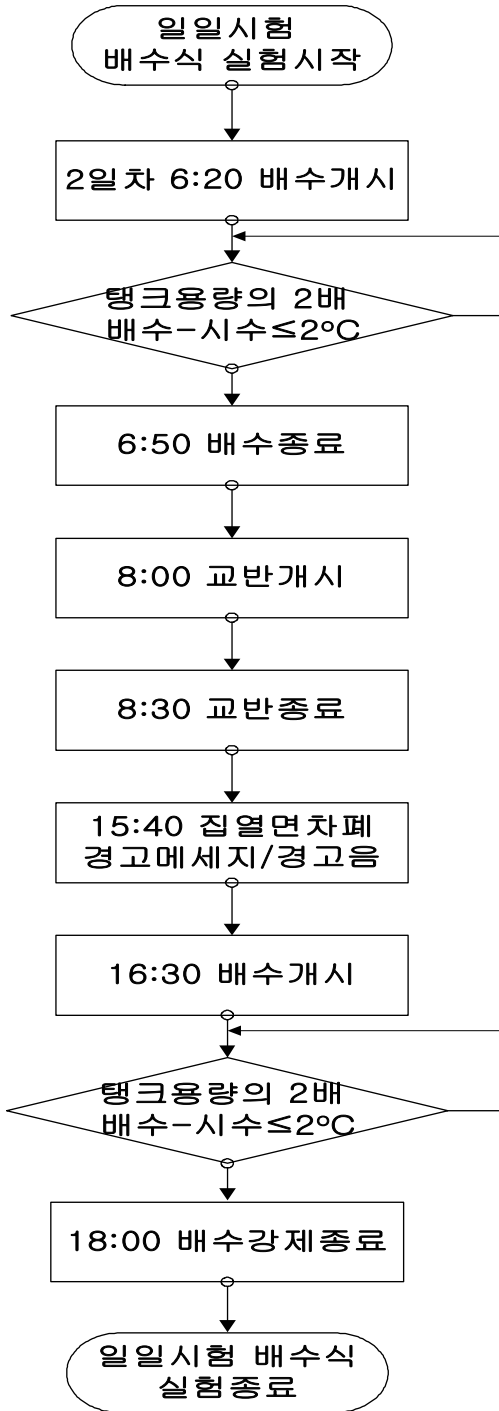 일일시험
배수식 실험시작
2일차 6:20 배수개시
탱크용량의 2배
배수-시수≤2°C
6:50 배수종료
8:00 교반개시
8:30 교반종료
15:40 집열면차폐
경고메세지/경고음
16:30 배수개시
탱크용량의 2배
배수-시수≤2°C
18:00 배수강제종료
일일시험 배수식
실험종료